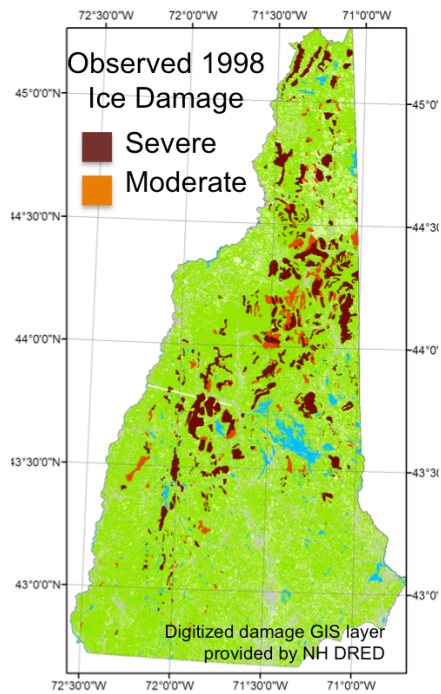 72°30'0"W 72°0'0"W 71°30'0"W 71°0'0"W
Observed 1998
Ice Damage
Severe
Moderate
45°0'0"N 45°0'
44°30'0"N 44°30'
44°0'0"N 44°0'
43°30'0"N 43°30'
43°0'0"N 43°0'
Digitized damage GIS layer
provided by NH DRED
72°30'0"W 72°0'0"W 71°30'0"W 71°0'0"W